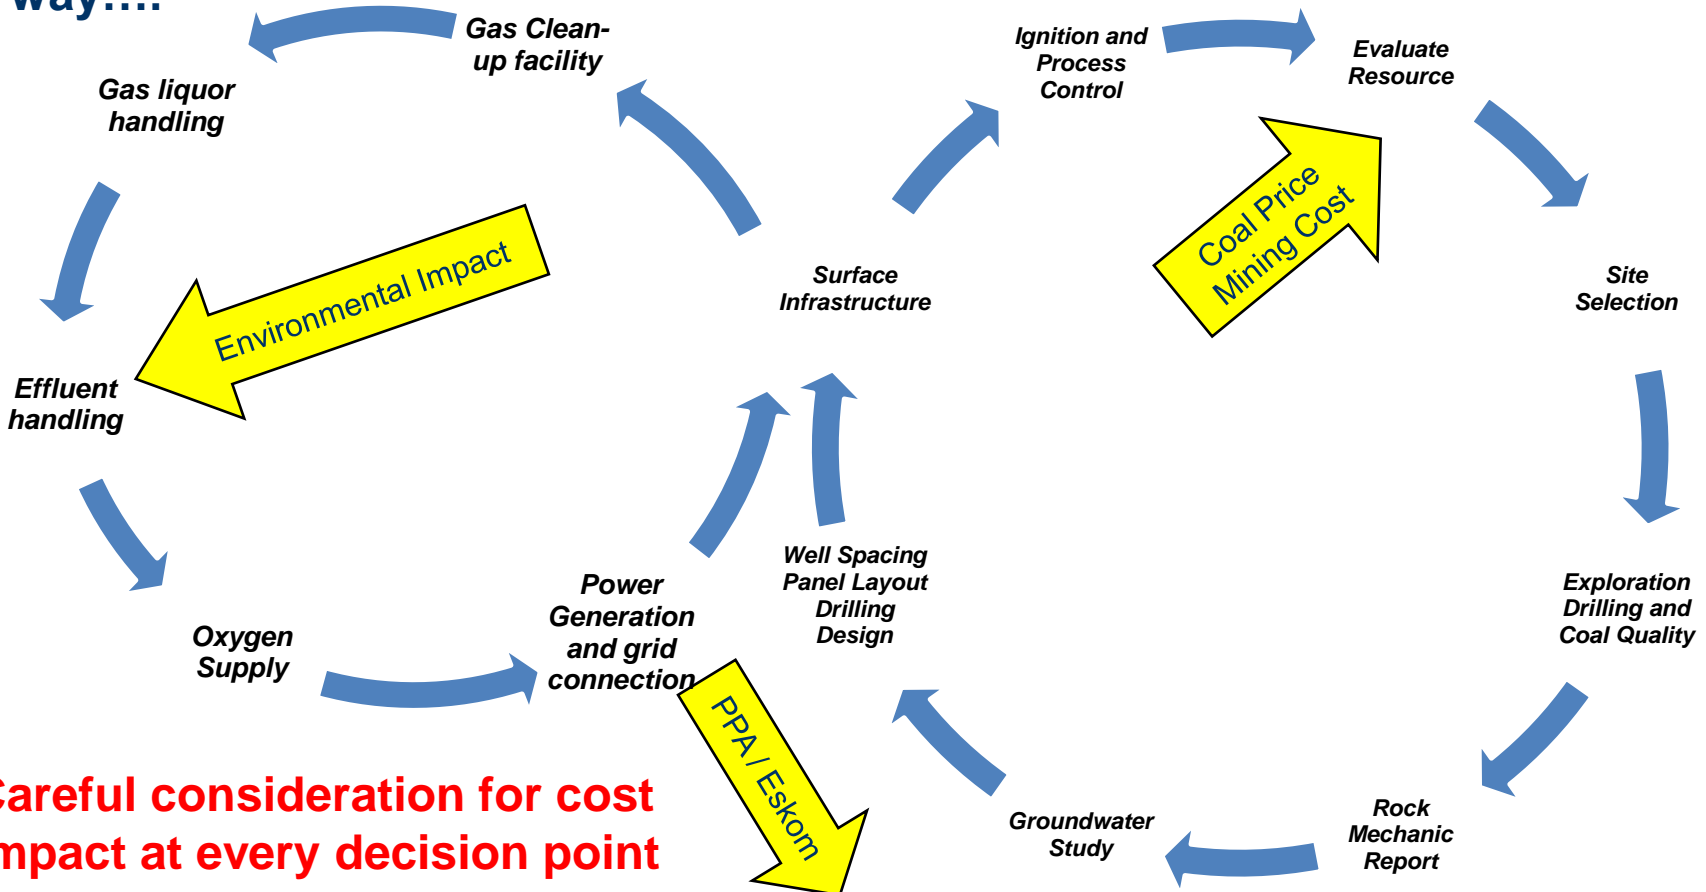 way....
Gas Clean-
up facility
Gas liquor
handling
Environmental Impact
Effluent
handling
Oxygen
Supply
Power
Generation
and grid
connection
PPA / Eskom
Surface
Infrastructure
Well Spacing
Panel Layout
Drilling
Design
Ignition and
Process
Control
Evaluate
Resource
Coal Price
Mining Cost
Site
Selection
Exploration
Drilling and
Coal Quality
Rock
Mechanic
Report
Groundwater
Study
Careful consideration for cost
impact at every decision point